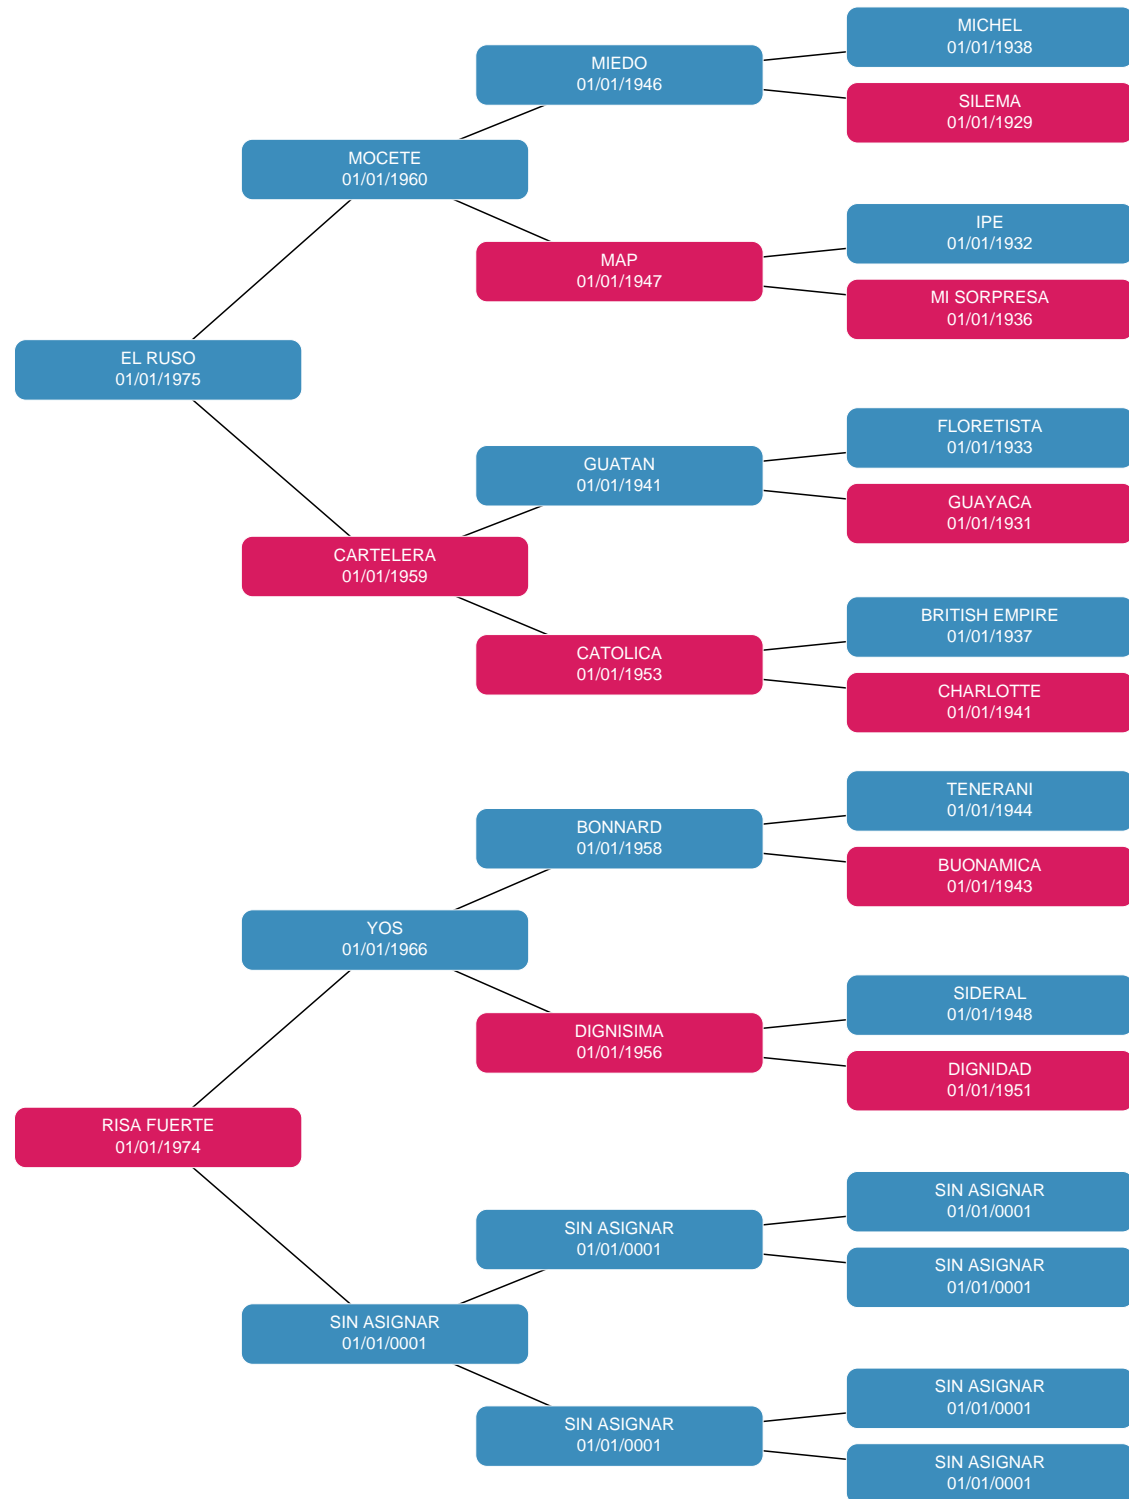 MICHEL
01/01/1938
MIEDO
01/01/1946
SILEMA
01/01/1929
MOCETE
01/01/1960
IPE
01/01/1932
MAP
01/01/1947
MI SORPRESA
01/01/1936
EL RUSO
01/01/1975
FLORETISTA
01/01/1933
GUATAN
01/01/1941
GUAYACA
01/01/1931
CARTELERA
01/01/1959
BRITISH EMPIRE
01/01/1937
CATOLICA
01/01/1953
CHARLOTTE
01/01/1941
TENERANI
01/01/1944
BONNARD
01/01/1958
BUONAMICA
01/01/1943
YOS
01/01/1966
SIDERAL
01/01/1948
DIGNISIMA
01/01/1956
DIGNIDAD
01/01/1951
RISA FUERTE
01/01/1974
SIN ASIGNAR
01/01/0001
SIN ASIGNAR
01/01/0001
SIN ASIGNAR
01/01/0001
SIN ASIGNAR
01/01/0001
SIN ASIGNAR
01/01/0001
SIN ASIGNAR
01/01/0001
SIN ASIGNAR
01/01/0001